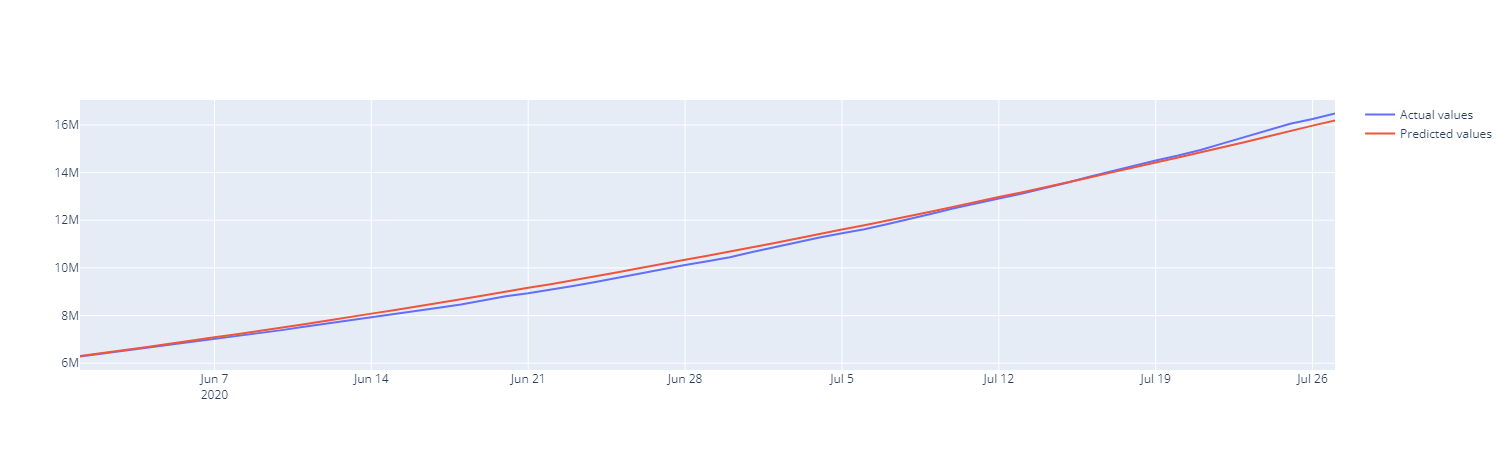 16M
14M
12M
10M
8M
6M
Jun 7
2020
Jun 14
Jun 21
Jun 28
Jul 5
Jul 12
Jul 19
Jul 26
Actual values
Predicted values